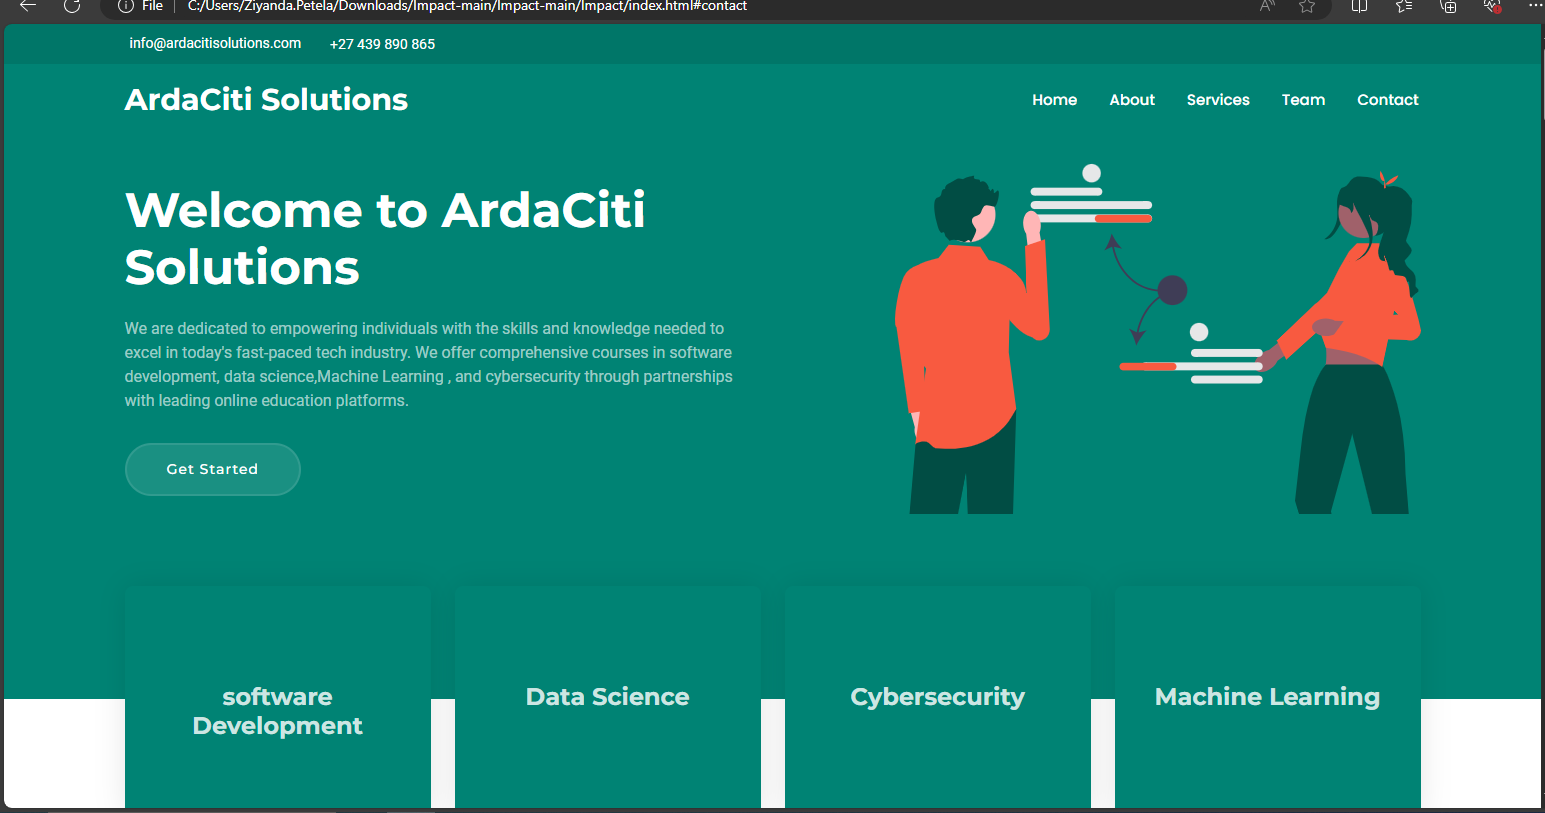 File C:/Users/Ziyanda.Petela/Downloads/Impact-main/Impact-main/Impact/index.html#contact
info@ardacitisolutions.com +27 439 890 865
ArdaCiti Solutions
Home About Services Team Contact
Welcome to ArdaCiti
Solutions
We are dedicated to empowering individuals with the skills and knowledge needed to
excel in today's fast-paced tech industry. We offer comprehensive courses in software
development, data science,Machine Learning , and cybersecurity through partnerships
with leading online education platforms.
Get Started
software
Development
Data Science
Cybersecurity
Machine Learning